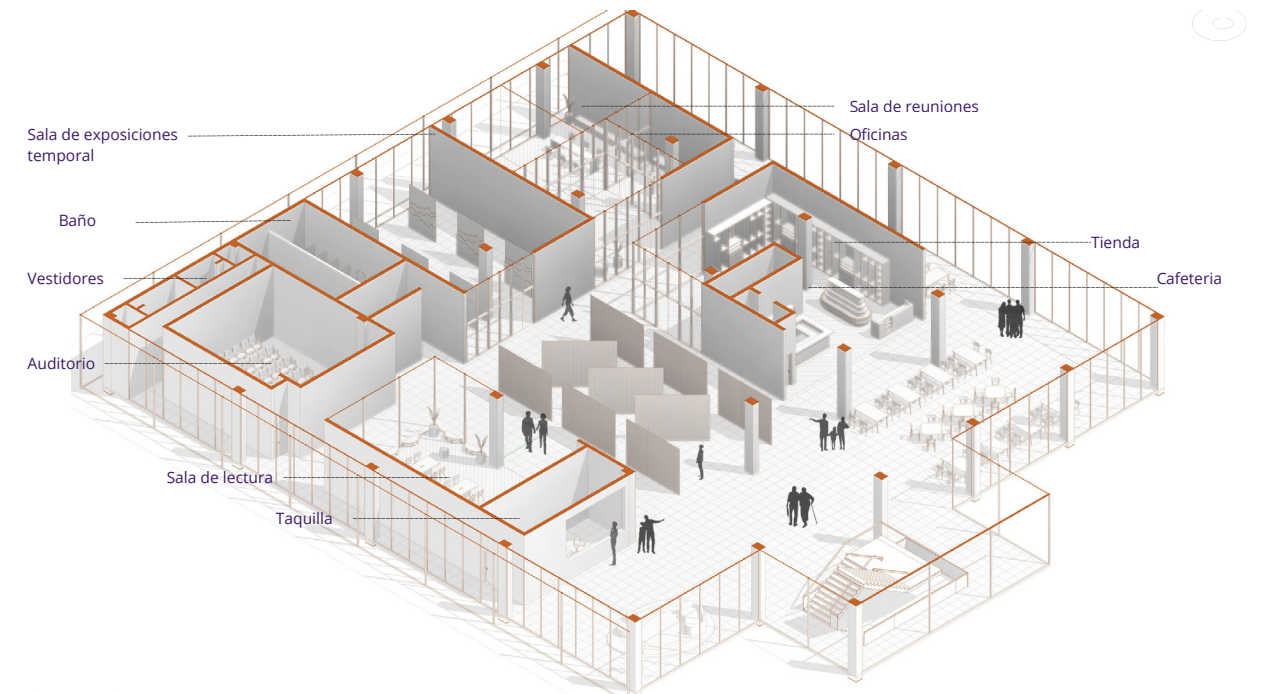 Sala de reuniones
Sala de exposiciones
temporal
Oficinas
Baño
Tienda
Vestidores
Cafeteria
Auditorio
Sala de lectura
Taquilla